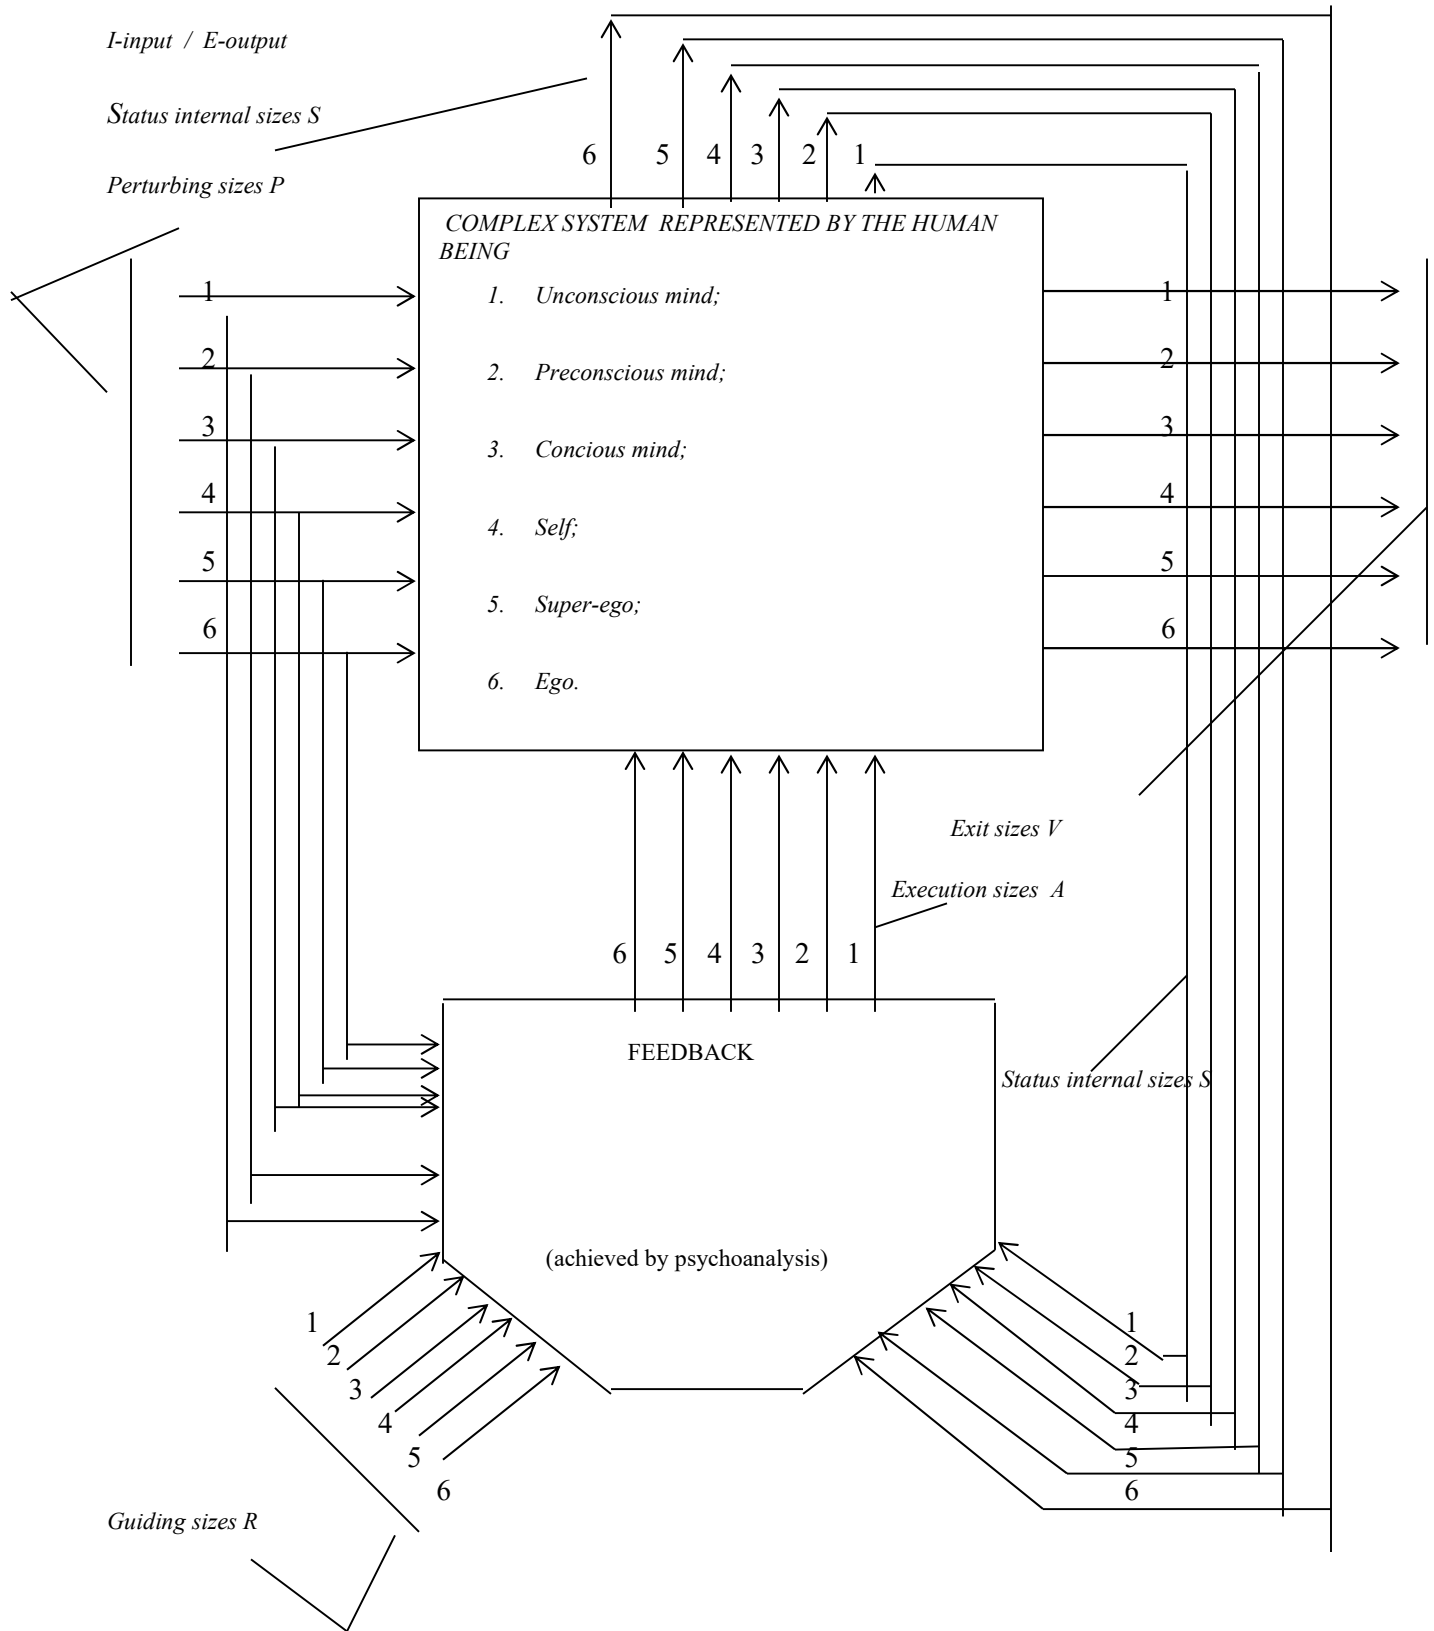 I-input / E-output
Status internal sizes S
6 5 4 3 2 1
Perturbing sizes P
COMPLEX SYSTEM REPRESENTED BY THE HUMAN
BEING
1
1. Unconscious mind;
1
2
2. Preconscious mind;
2
3
3. Concious mind;
3
4
4. Self;
4
5
5. Super-ego;
5
6
6. Ego.
6
Exit sizes V
Execution sizes A
6 5 4 3 2 1
FEEDBACK
Status internal sizes S
(achieved by psychoanalysis)
1
2
3
4
5
6
1
2
3
4
5
6
Guiding sizes R